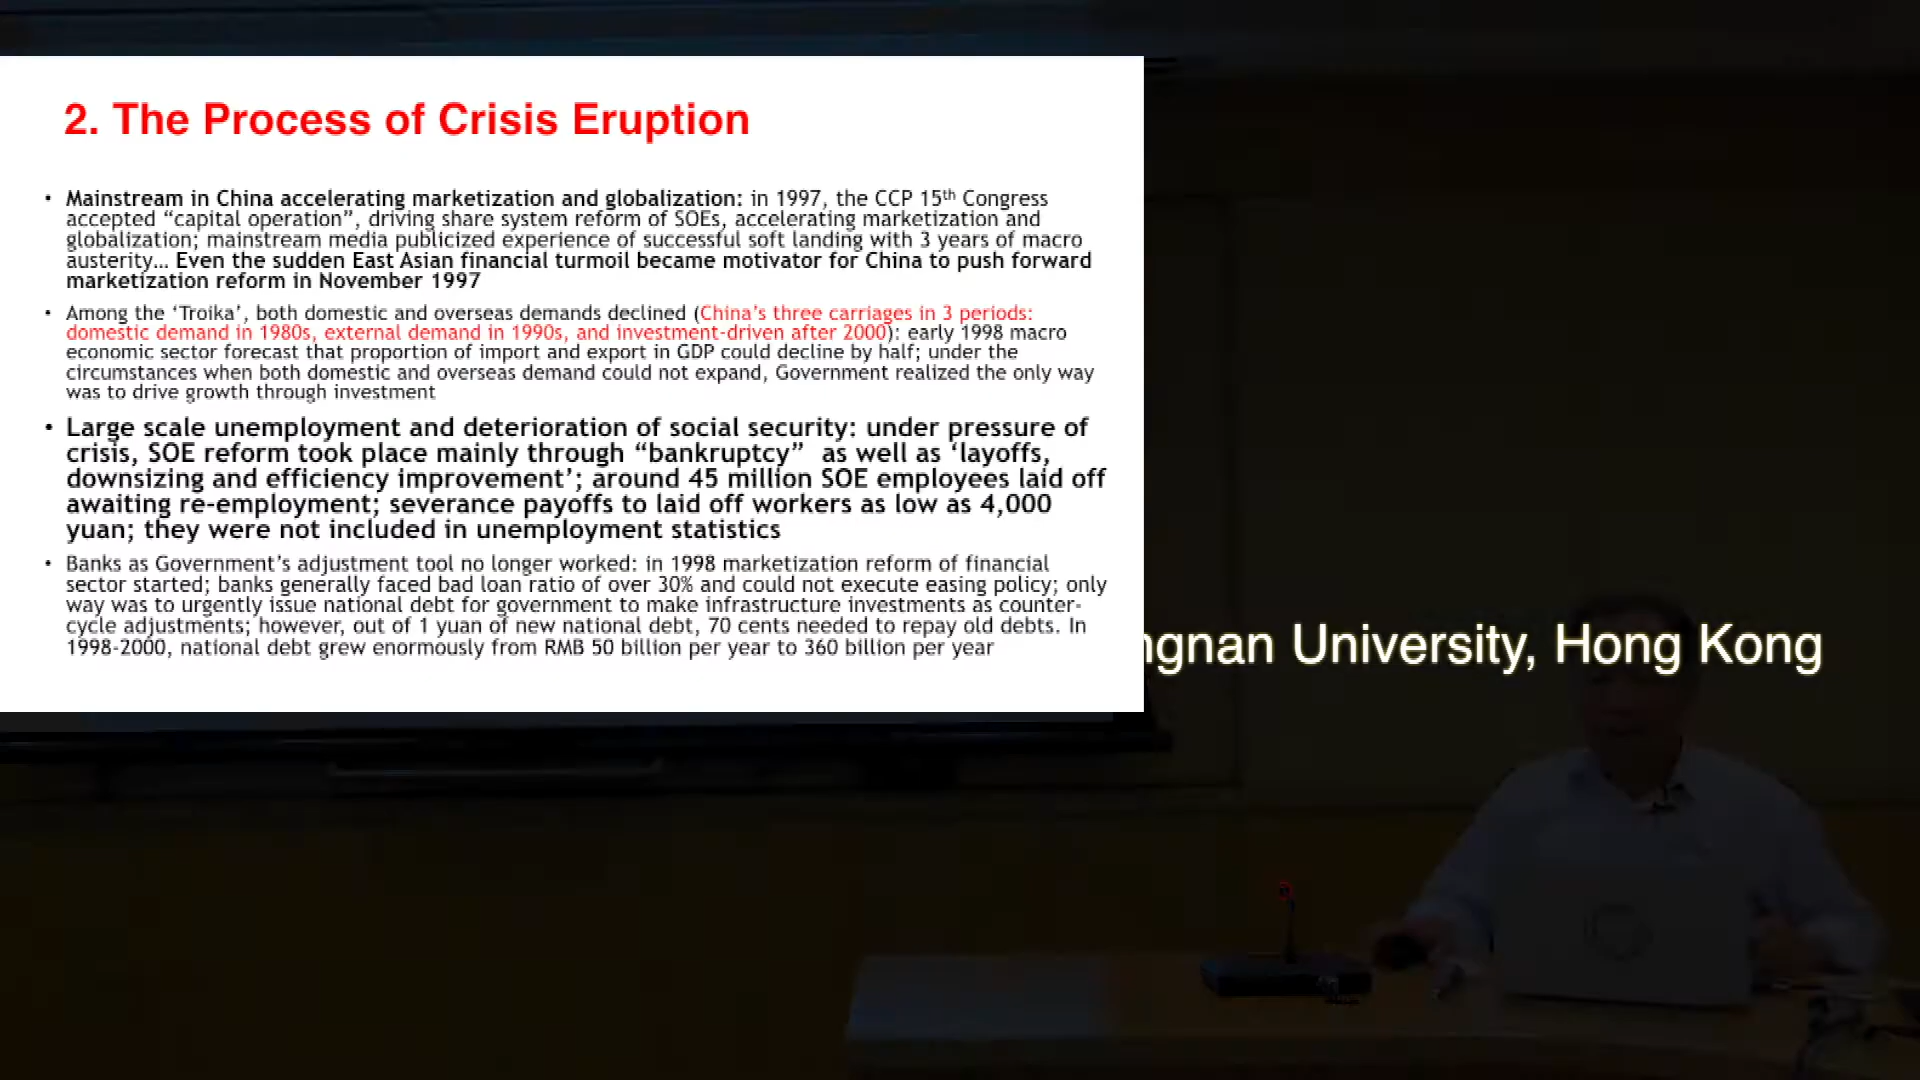 2. The Process of Crisis Eruption
• Mainstream in China accelerating marketization and globalization: in 1997, the CCP 15th Congress
accepted “capital operation”, driving share system reform of SOEs, accelerating marketization and
globalization; mainstream media publicized experience of successful soft landing with 3 years of macro
austerity... Even the sudden East Asian financial turmoil became motivator for China to push forward
marketization reform in November 1997
• Among the ‘Troika’, both domestic and overseas demands declined (China’s three carriages in 3 periods:
domestic demand in 1980s, external demand in 1990s, and investment-driven after 2000): early 1998 macro
economic sector forecast that proportion of import and export in GDP could decline by half; under the
circumstances when both domestic and overseas demand could not expand, Government realized the only way
was to drive growth through investment
• Large scale unemployment and deterioration of social security: under pressure of
crisis, SOE reform took place mainly through “bankruptcy” as well as ‘layoffs,
downsizing and efficiency improvement’; around 45 million SOE employees laid off
awaiting re-employment; severance payoffs to laid off workers as low as 4,000
yuan; they were not included in unemployment statistics
• Banks as Government’s adjustment tool no longer worked: in 1998 marketization reform of financial
sector started; banks generally faced bad loan ratio of over 30% and could not execute easing policy; only
way was to urgently issue national debt for government to make infrastructure investments as counter-
cycle adjustments; however, out of 1 yuan of new national debt, 70 cents needed to repay old debts. In
1998-2000, national debt grew enormously from RMB 50 billion per year to 360 billion per year
ngnan University, Hong Kong